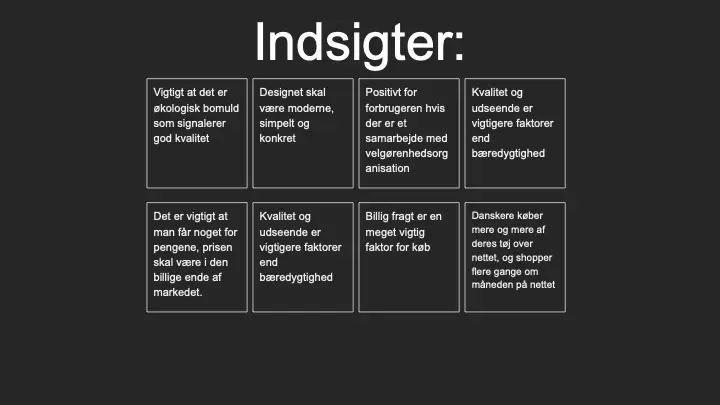 Indsigter:
Vigtigt at det er
økologisk bomuld
som signalerer
god kvalitet
Designet skal
være moderne,
simpelt og
konkret
Positivt for
forbrugeren hvis
der er et
samarbejde med
velgørenhedsorg
anisation
Kvalitet og
udseende er
vigtigere faktorer
end
bæredygtighed
Det er vigtigt at
man får noget for
pengene, prisen
skal være i den
billige ende af
markedet.
Kvalitet og
udseende er
vigtigere faktorer
end
bæredygtighed
Billig fragt er en
meget vigtig
faktor for køb
Danskere køber
mere og mere af
deres tøj over
nettet, og shopper
flere gange om
måneden på nettet